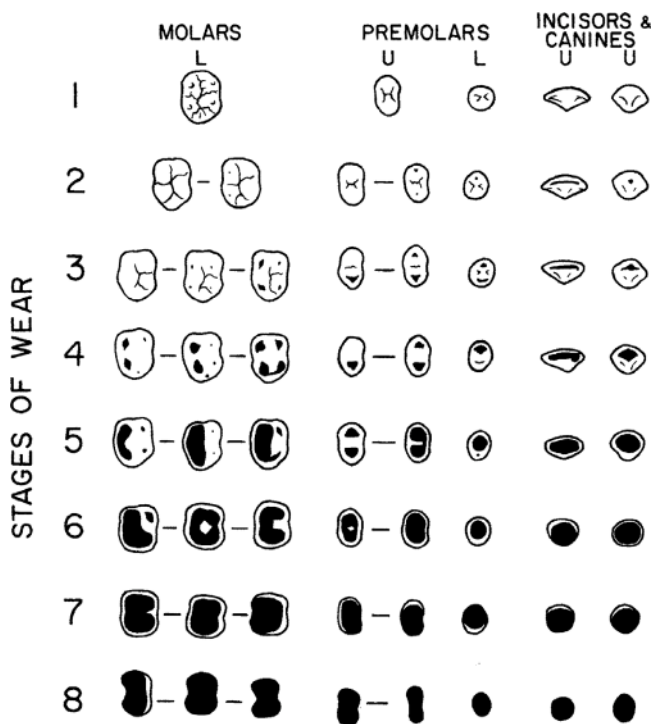 MOLARS
L
PREMOLARS
U L
INCISORS &
CANINES
U U
STAGES OF WEAR
1
2
3
4
5
6
7
8